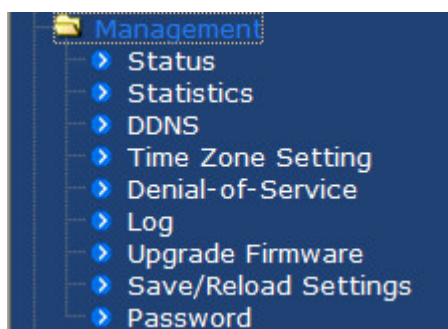 Management
Status
Statistics
DDNS
Time Zone Setting
Denial-of-Service
Log
Upgrade Firmware
Save/Reload Settings
Password